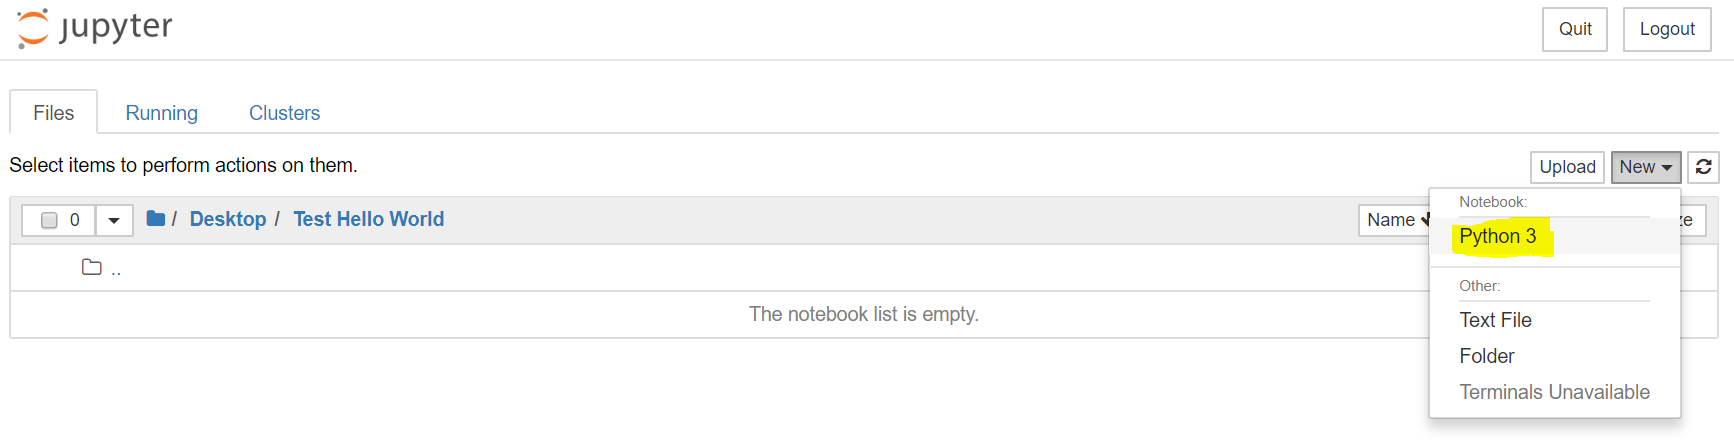 jupyter
Quit
Logout
Files
Running
Clusters
Select items to perform actions on them.
Upload
New
0
/ Desktop / Test Hello World
Name
ze
Notebook:
Python 3
..
Other:
The notebook list is empty.
Text File
Folder
Terminals Unavailable